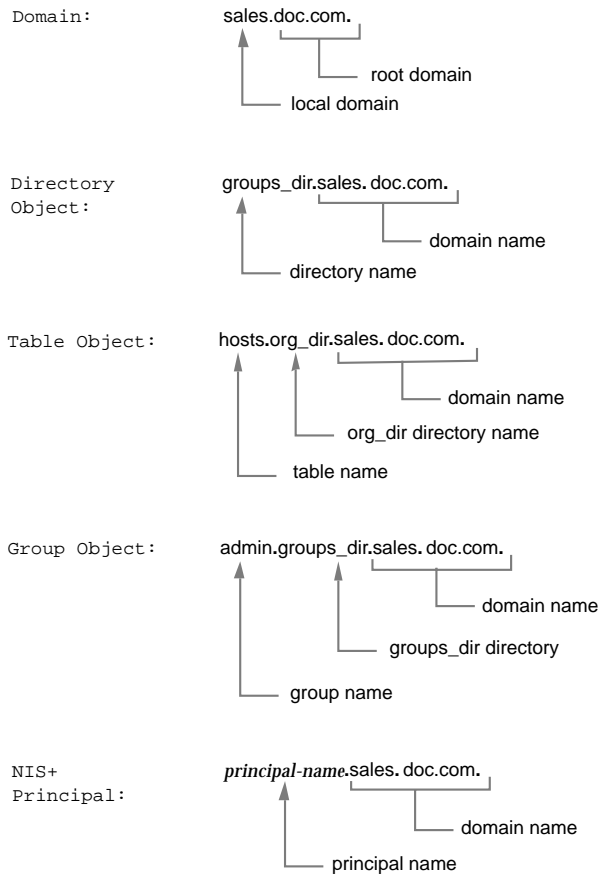 Domain: sales.doc.com.
root domain
local domain
Directory Object: groups_dir.sales. doc.com.
domain name
directory name
Table Object: hosts.org_dir.sales. doc.com.
domain name
org_dir directory name
table name
Group Object: admin.groups_dir.sales. doc.com.
domain name
groups_dir directory
group name
NIS+ Principal: principal-name.sales. doc.com.
domain name
principal name